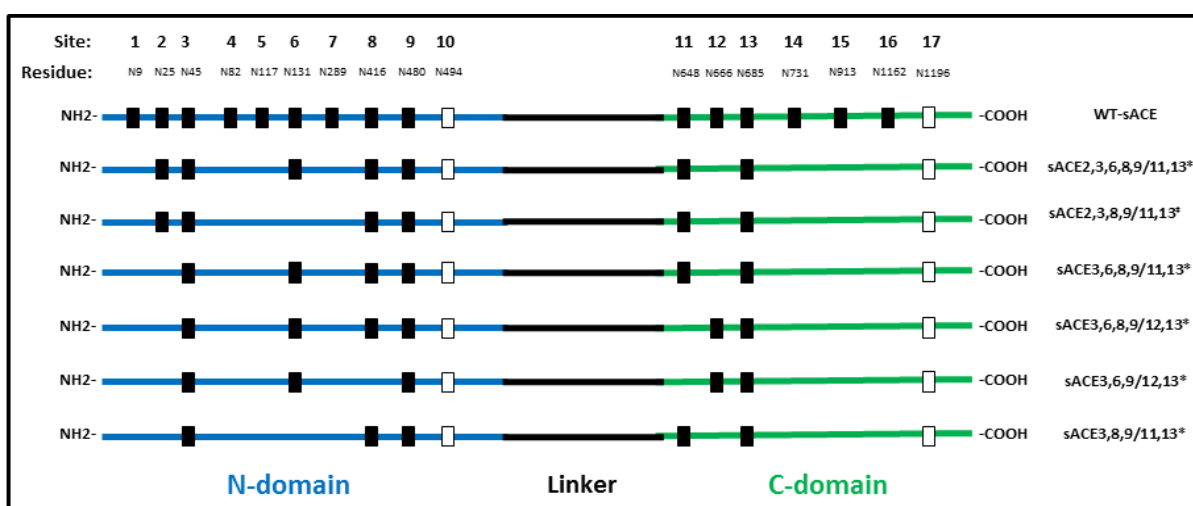 Site: 1 2 3 4 5 6 7 8 9 10 11 12 13 14 15 16 17
Residue: N9 N25 N45 N82 N117 N131 N289 N416 N480 N494 N648 N666 N685 N731 N913 N1162 N1196
NH2- -COOH WT-sACE
NH2- -COOH sACE2,3,6,8,9/11,13*
NH2- -COOH sACE2,3,8,9/11,13*
NH2- -COOH sACE3,6,8,9/11,13*
NH2- -COOH sACE3,6,8,9/12,13*
NH2- -COOH sACE3,6,9/12,13*
NH2- -COOH sACE3,8,9/11,13*
N-domain Linker C-domain